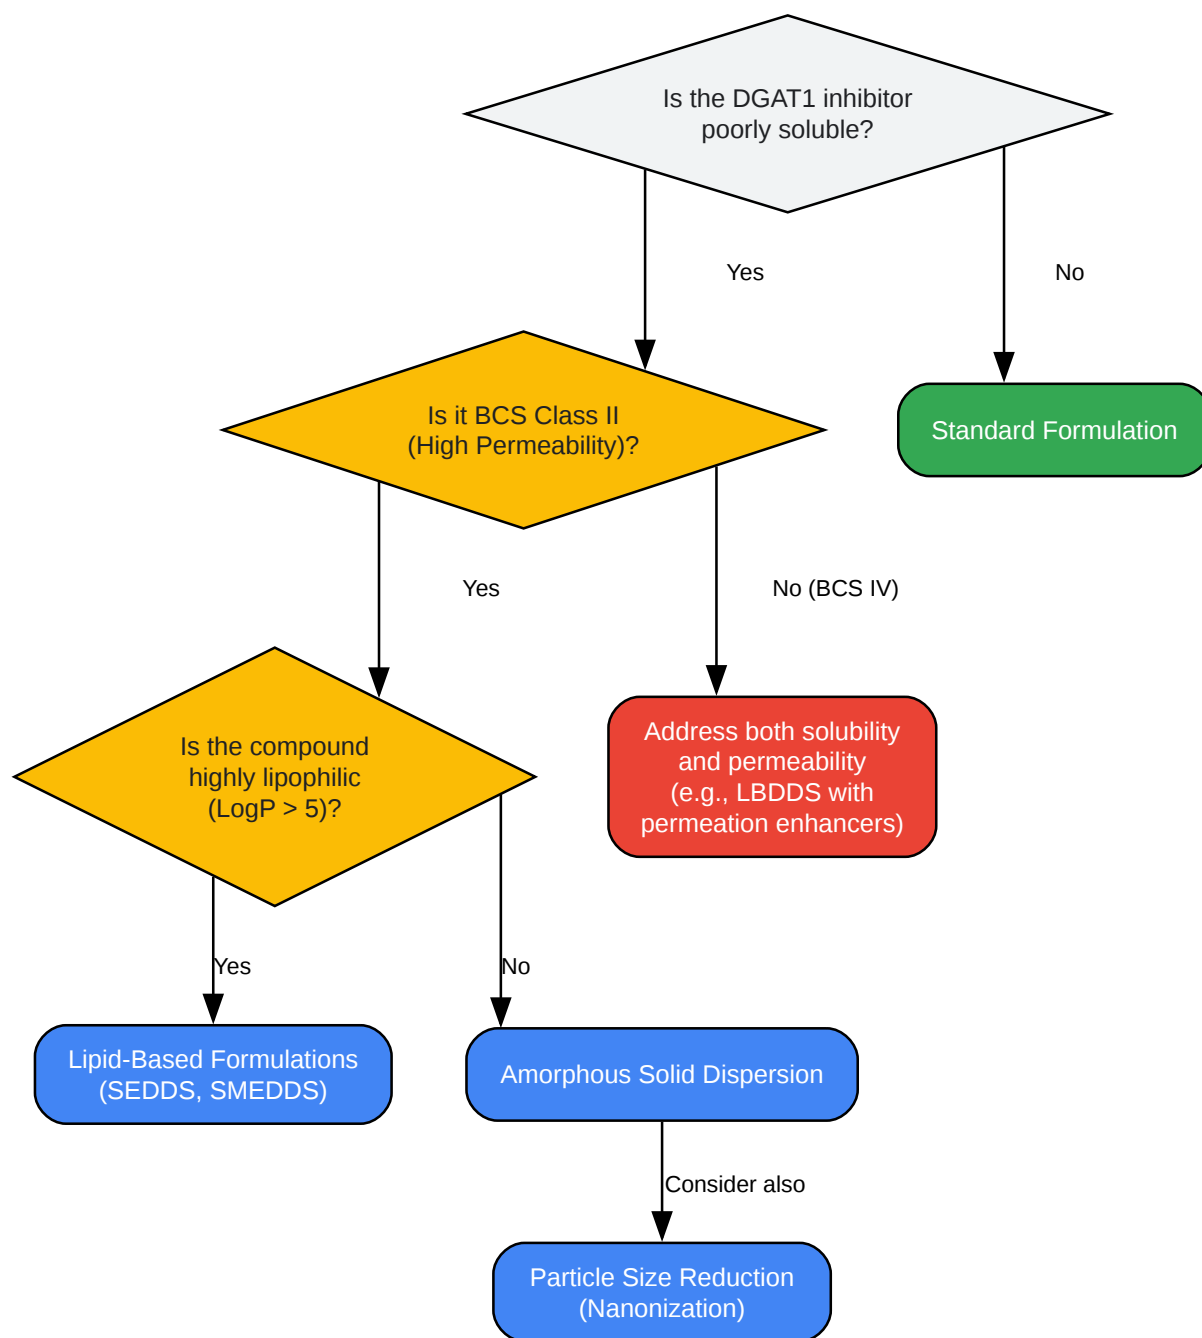 Is the DGAT1 inhibitor
poorly soluble?
Yes
No
Is it BCS Class II
(High Permeability)?
Standard Formulation
Yes
No (BCS IV)
Is the compound
highly lipophilic
(LogP > 5)?
Address both solubility
and permeability
(e.g., LBDDS with
permeation enhancers)
Yes
No
Lipid-Based Formulations
(SEDDS, SMEDDS)
Amorphous Solid Dispersion
Consider also
Particle Size Reduction
(Nanonization)